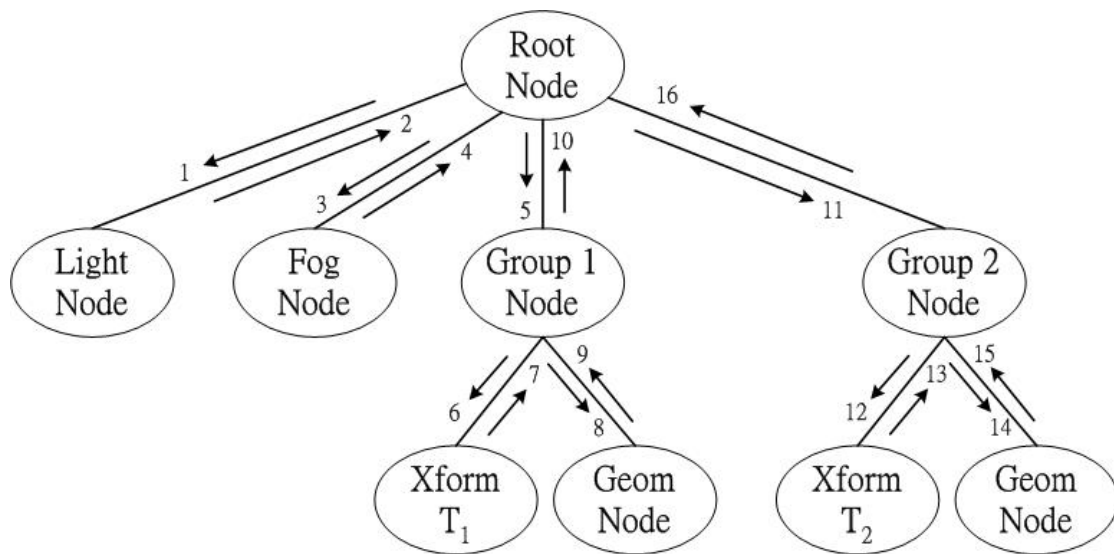 Root
Node
16
2
10
4
1
3
5
11
Light
Node
Fog
Node
Group 1
Node
Group 2
Node
9
7
15
13
6
8
12
14
Xform
T₁
Geom
Node
Xform
T₂
Geom
Node